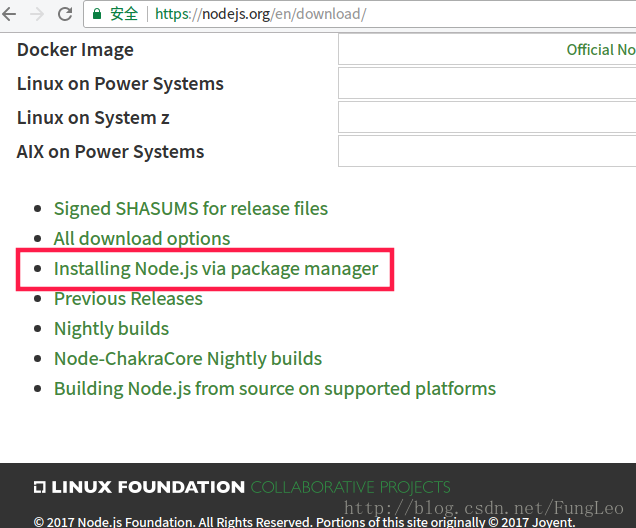 安全 https://nodejs.org/en/download/
Docker Image Official No
Linux on Power Systems
Linux on System z
AIX on Power Systems
Signed SHASUMS for release files
All download options
Installing Node.js via package manager
Previous Releases
Nightly builds
Node-ChakraCore Nightly builds
Building Node.js from source on supported platforms
LINUX FOUNDATION COLLABORATIVE PROJECTS
http://blog.csdn.net/FungLeo
© 2017 Node.js Foundation. All Rights Reserved. Portions of this site originally © 2017 Joyent.